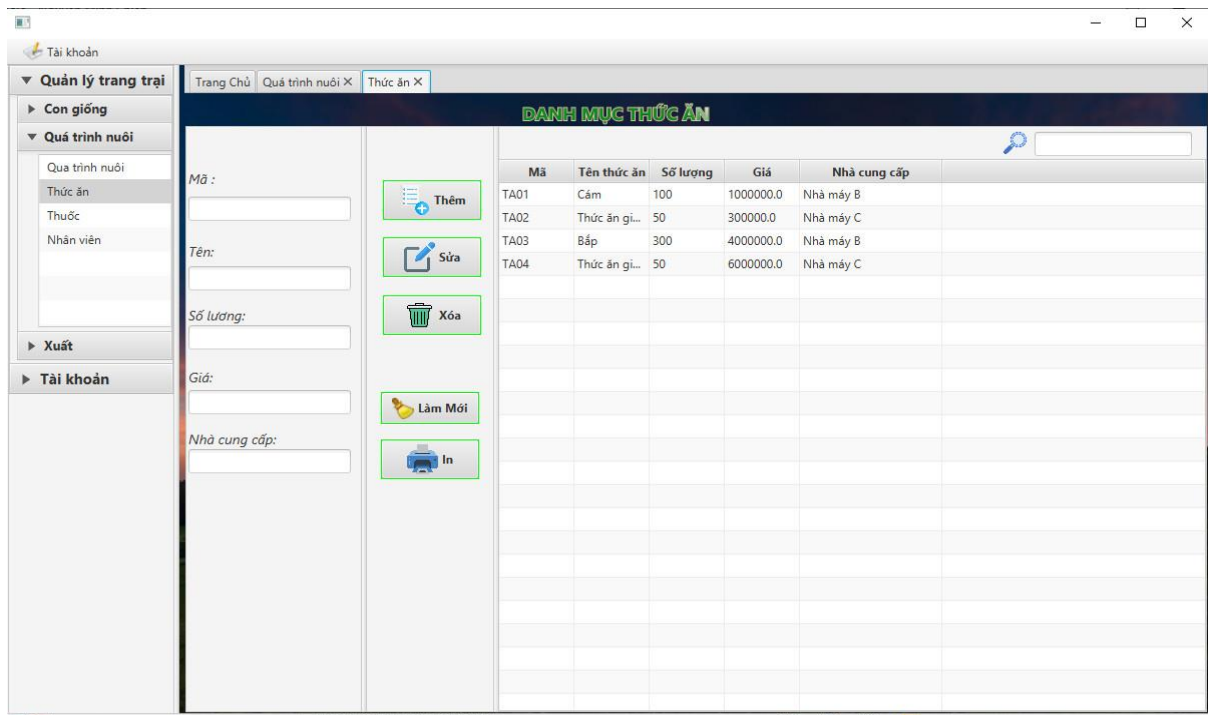 Tài khoản
Quản lý trang trại
Con giống
Quá trình nuôi
Qua trình nuôi
Thức ăn
Thuốc
Nhân viên
Xuất
Tài khoản
Trang Chủ Quá trình nuôi Thức ăn
DANH MỤC THỨC ĂN
Mã :
Tên:
Số lương:
Giá:
Nhà cung cấp:
Thêm
Sửa
Xóa
Làm Mới
In
Mã Tên thức ăn Số lượng Giá Nhà cung cấp
TA01 Cám 100 1000000.0 Nhà máy B
TA02 Thức ăn gi... 50 300000.0 Nhà máy C
TA03 Bắp 300 4000000.0 Nhà máy B
TA04 Thức ăn gi... 50 6000000.0 Nhà máy C